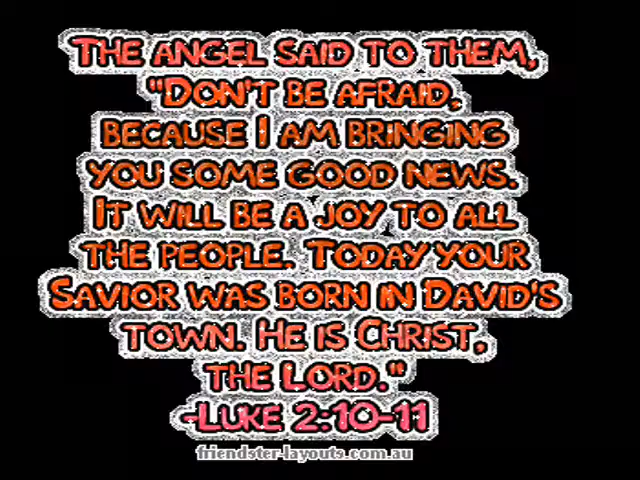 THE ANGEL SAID TO THEM,
"DON'T BE AFRAID,
BECAUSE I AM BRINGING
YOU SOME GOOD NEWS.
IT WILL BE A JOY TO ALL
THE PEOPLE. TODAY YOUR
SAVIOR WAS BORN IN DAVID'S
TOWN. HE IS CHRIST,
THE LORD."
-LUKE 2:10-11
friendster-layouts.com.au